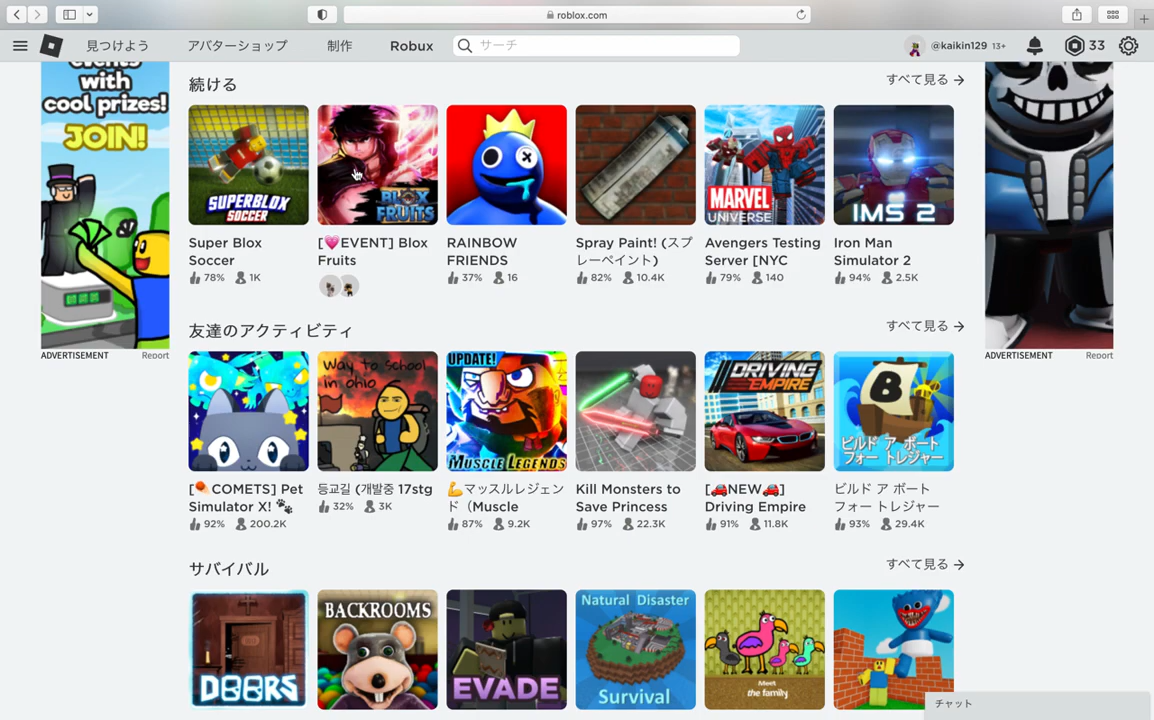 roblox.com
見つけよう アバターショップ 制作 Robux サーチ @kaikin129 13+ 33
events
with
cool prizes!
JOIN!
ADVERTISEMENT Report
続ける すべて見る →
SUPERBLOX
SOCCER
BLOX
FRUITS
MARVEL
UNIVERSE
IMS 2
Super Blox
Soccer
78% 1K
[💗EVENT] Blox
Fruits
RAINBOW
FRIENDS
37% 16
Spray Paint! (スプ
レーペイント)
82% 10.4K
Avengers Testing
Server [NYC
79% 140
Iron Man
Simulator 2
94% 2.5K
ADVERTISEMENT Report
友達のアクティビティ すべて見る →
Way to school
in ohio
UPDATE!
MUSCLE LEGENDS
DRIVING
EMPIRE
B
ビルド ア ボート
フォー トレジャー
[☄️COMETS] Pet
Simulator X! 🐾
92% 200.2K
등교길 (개발중 17stg
32% 3K
💪マッスルレジェン
ド（Muscle
87% 9.2K
Kill Monsters to
Save Princess
97% 22.3K
[🚗NEW🚗]
Driving Empire
91% 11.8K
ビルド ア ボート
フォー トレジャー
93% 29.4K
サバイバル すべて見る →
DOORS
BACKROOMS
EVADE
Natural Disaster
Survival
Meet
the family
チャット